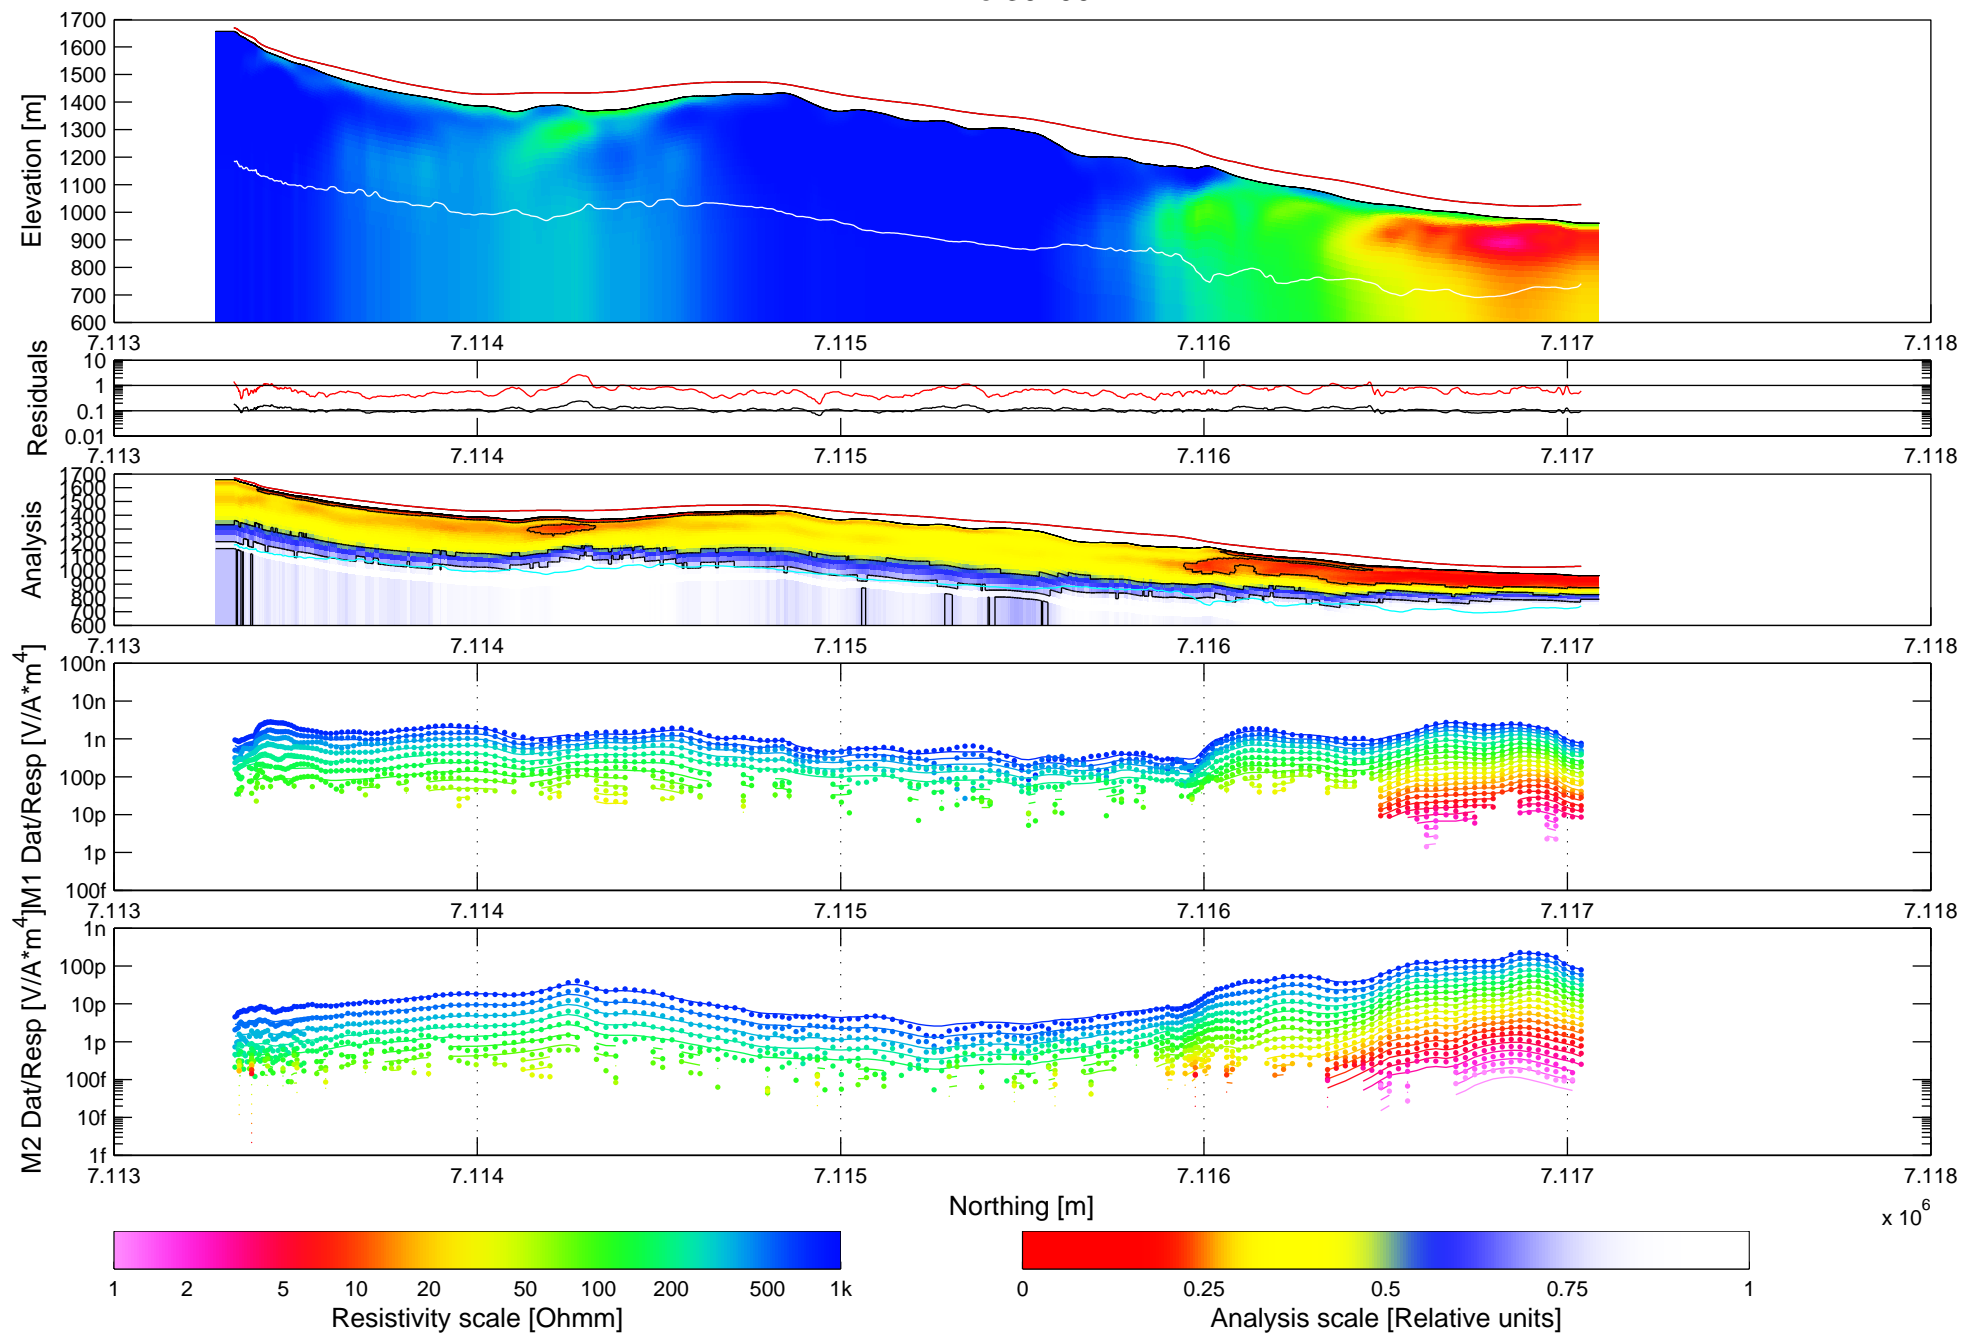 1700
1600
1500
1400
1300
1200
1100
1000
900
800
700
600
Elevation [m]
7.113 7.114 7.115 7.116 7.117 7.118
10
1
0.1
0.01
Residuals
7.113 7.114 7.115 7.116 7.117 7.118
1700
1600
1500
1400
1300
1200
1100
1000
900
800
700
600
Analysis
7.113 7.114 7.115 7.116 7.117 7.118
100n
10n
1n
100p
10p
1p
100f
M1 Dat/Resp [V/A*m^4]
7.113 7.114 7.115 7.116 7.117 7.118
1n
100p
10p
1p
100f
10f
1f
M2 Dat/Resp [V/A*m^4]
7.113 7.114 7.115 7.116 7.117 7.118
Northing [m]
x 10^6
1 2 5 10 20 50 100 200 500 1k
Resistivity scale [Ohmm]
0 0.25 0.5 0.75 1
Analysis scale [Relative units]